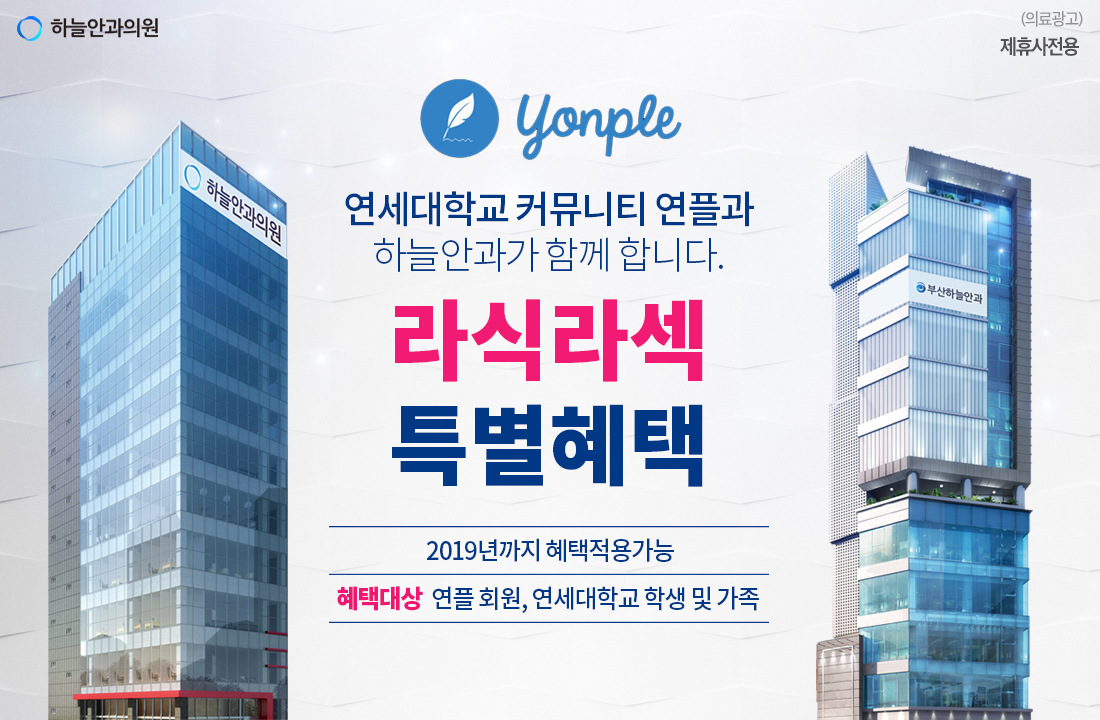 하늘안과의원
(의료광고)
제휴사전용
Yonple
연세대학교 커뮤니티 연플과
하늘안과가 함께 합니다.
라식라섹
특별혜택
2019년까지 혜택적용가능
혜택대상 연플 회원, 연세대학교 학생 및 가족
하늘안과의원
부산하늘안과